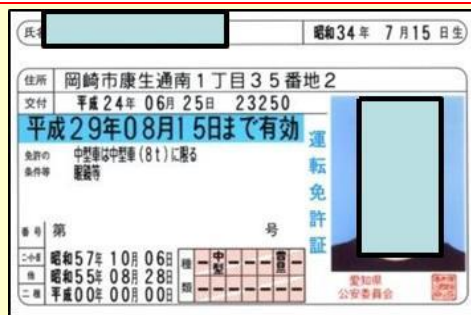 氏名 昭和34年 7月15日生
住所 岡崎市康生通南1丁目35番地2
交付 平成24年06月25日 23250
平成29年08月15日まで有効
免許の 中型車は中型車(8t)に限る
条件等 眼鏡等
運転免許証
番号 第 号
二・小・原 昭和57年10月06日
他 昭和55年08月28日
二種 平成00年00月00日
種類 中型
愛知県
公安委員会